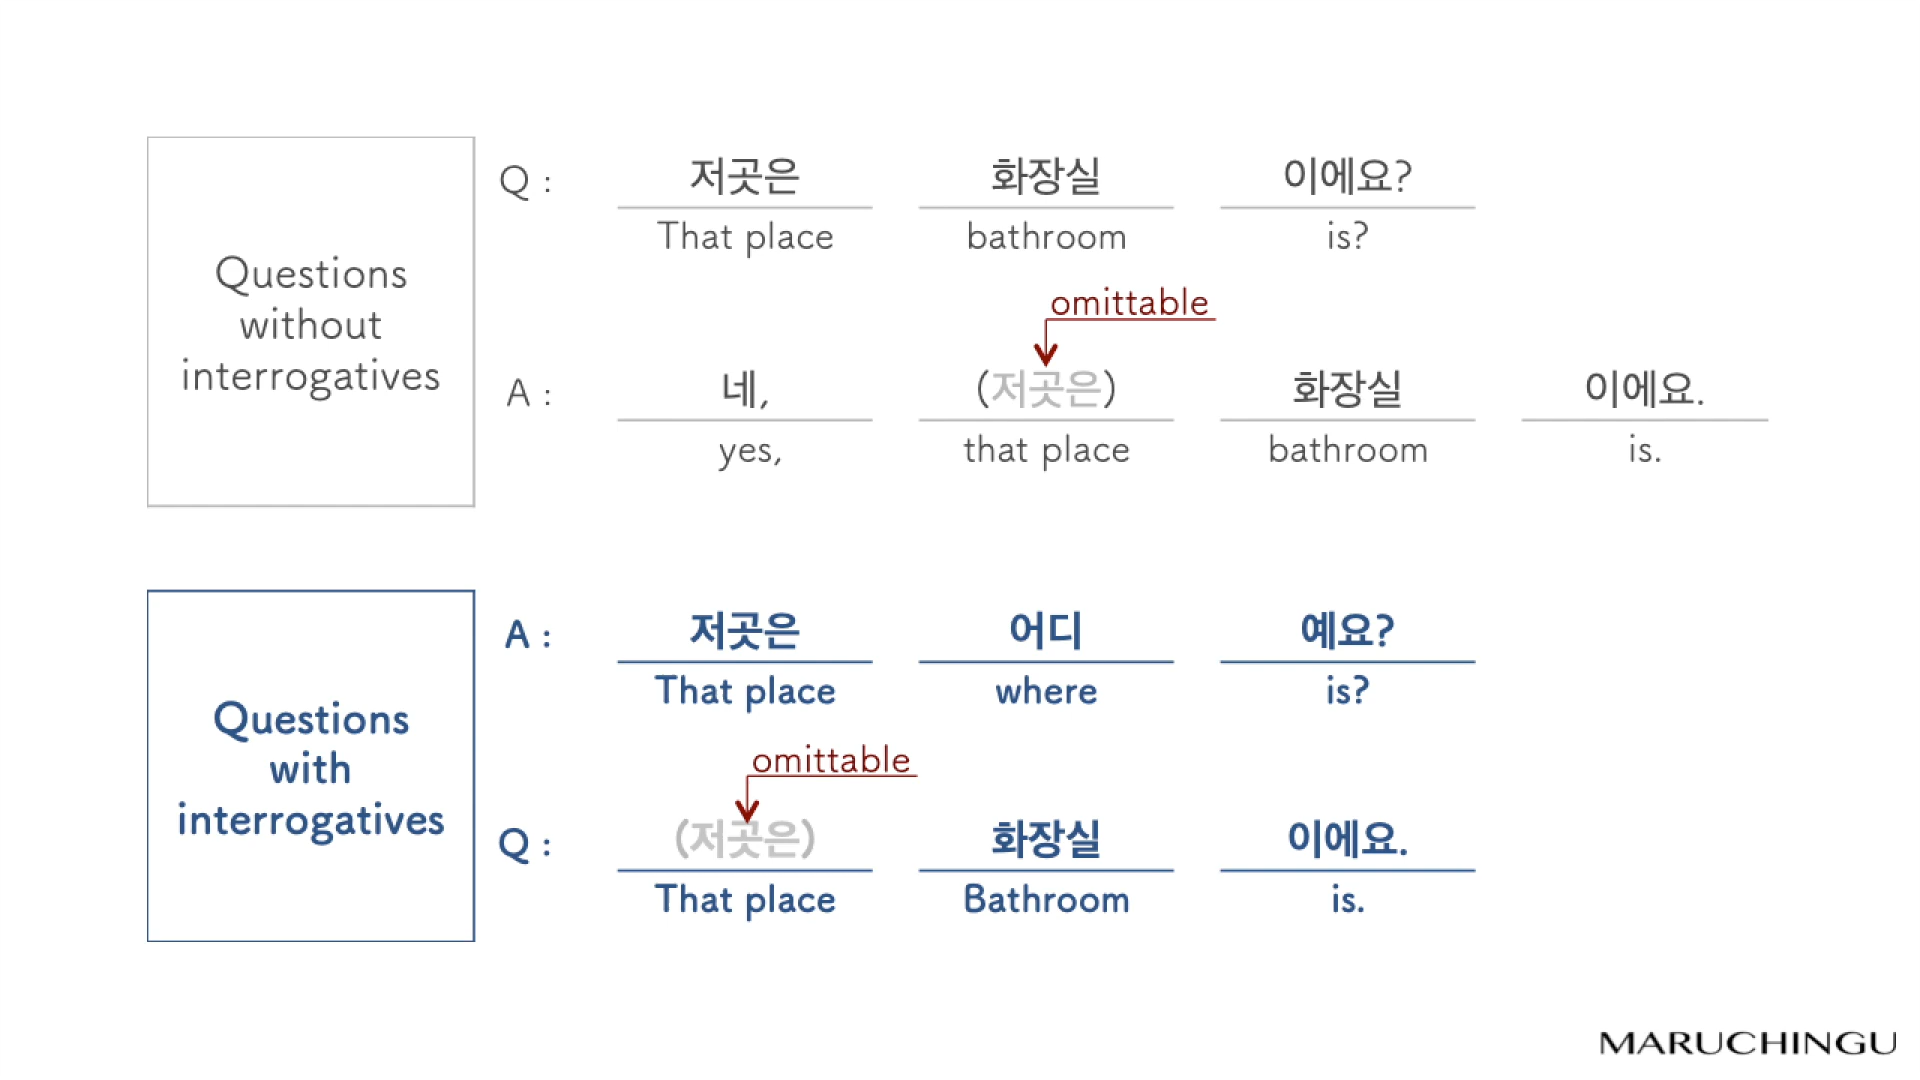 Questions
without
interrogatives
Q : 저곳은 화장실 이에요?
That place bathroom is?
omittable
A : 네, (저곳은) 화장실 이에요.
yes, that place bathroom is.
Questions
with
interrogatives
A : 저곳은 어디 예요?
That place where is?
omittable
Q : (저곳은) 화장실 이에요.
That place Bathroom is.
MARUCHINGU